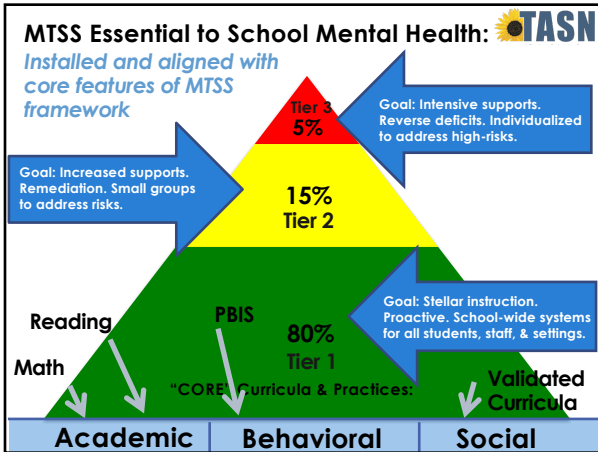 MTSS Essential to School Mental Health:
TASN
Installed and aligned with
core features of MTSS
framework
Tier 3
5%
Goal: Intensive supports.
Reverse deficits. Individualized
to address high-risks.
Goal: Increased supports.
Remediation. Small groups
to address risks.
15%
Tier 2
Goal: Stellar instruction.
Proactive. School-wide systems
for all students, staff, & settings.
Reading
PBIS
80%
Tier 1
Math
"CORE" Curricula & Practices:
Validated
Curricula
Academic
Behavioral
Social